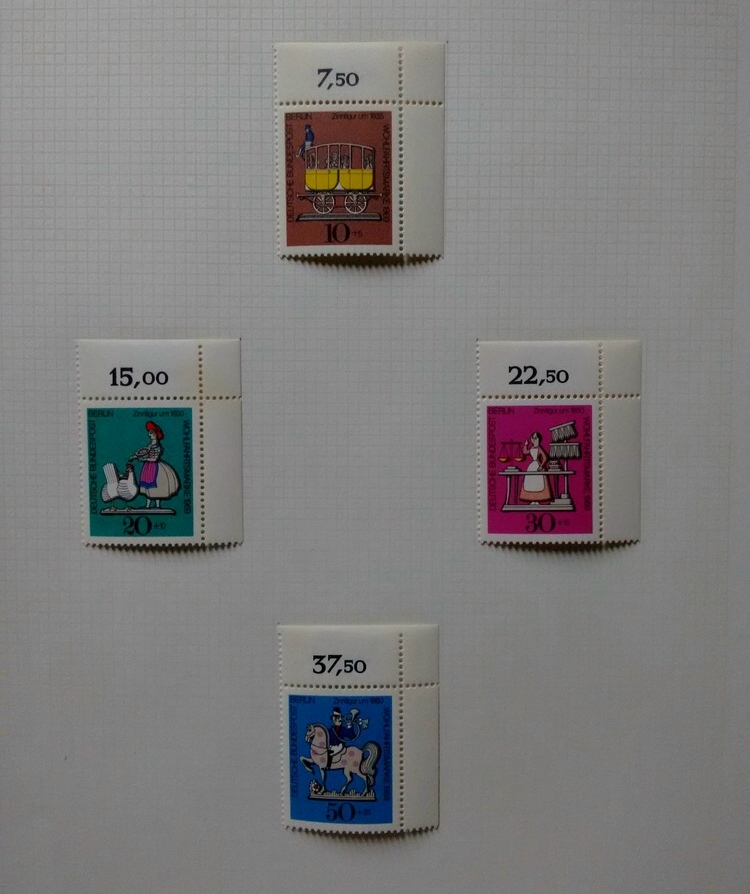 7,50
BERLIN Zinnfigur um 1835
DEUTSCHE BUNDESPOST
WOHLFAHRTSMARKE 1969
10+5
15,00
BERLIN Zinnfigur um 1850
DEUTSCHE BUNDESPOST
WOHLFAHRTSMARKE 1969
20+10
22,50
BERLIN Zinnfigur um 1850
DEUTSCHE BUNDESPOST
WOHLFAHRTSMARKE 1969
30+15
37,50
BERLIN Zinnfigur um
DEUTSCHE BUNDESPOST
WOHLFAHRTSMARKE 1969
50+25